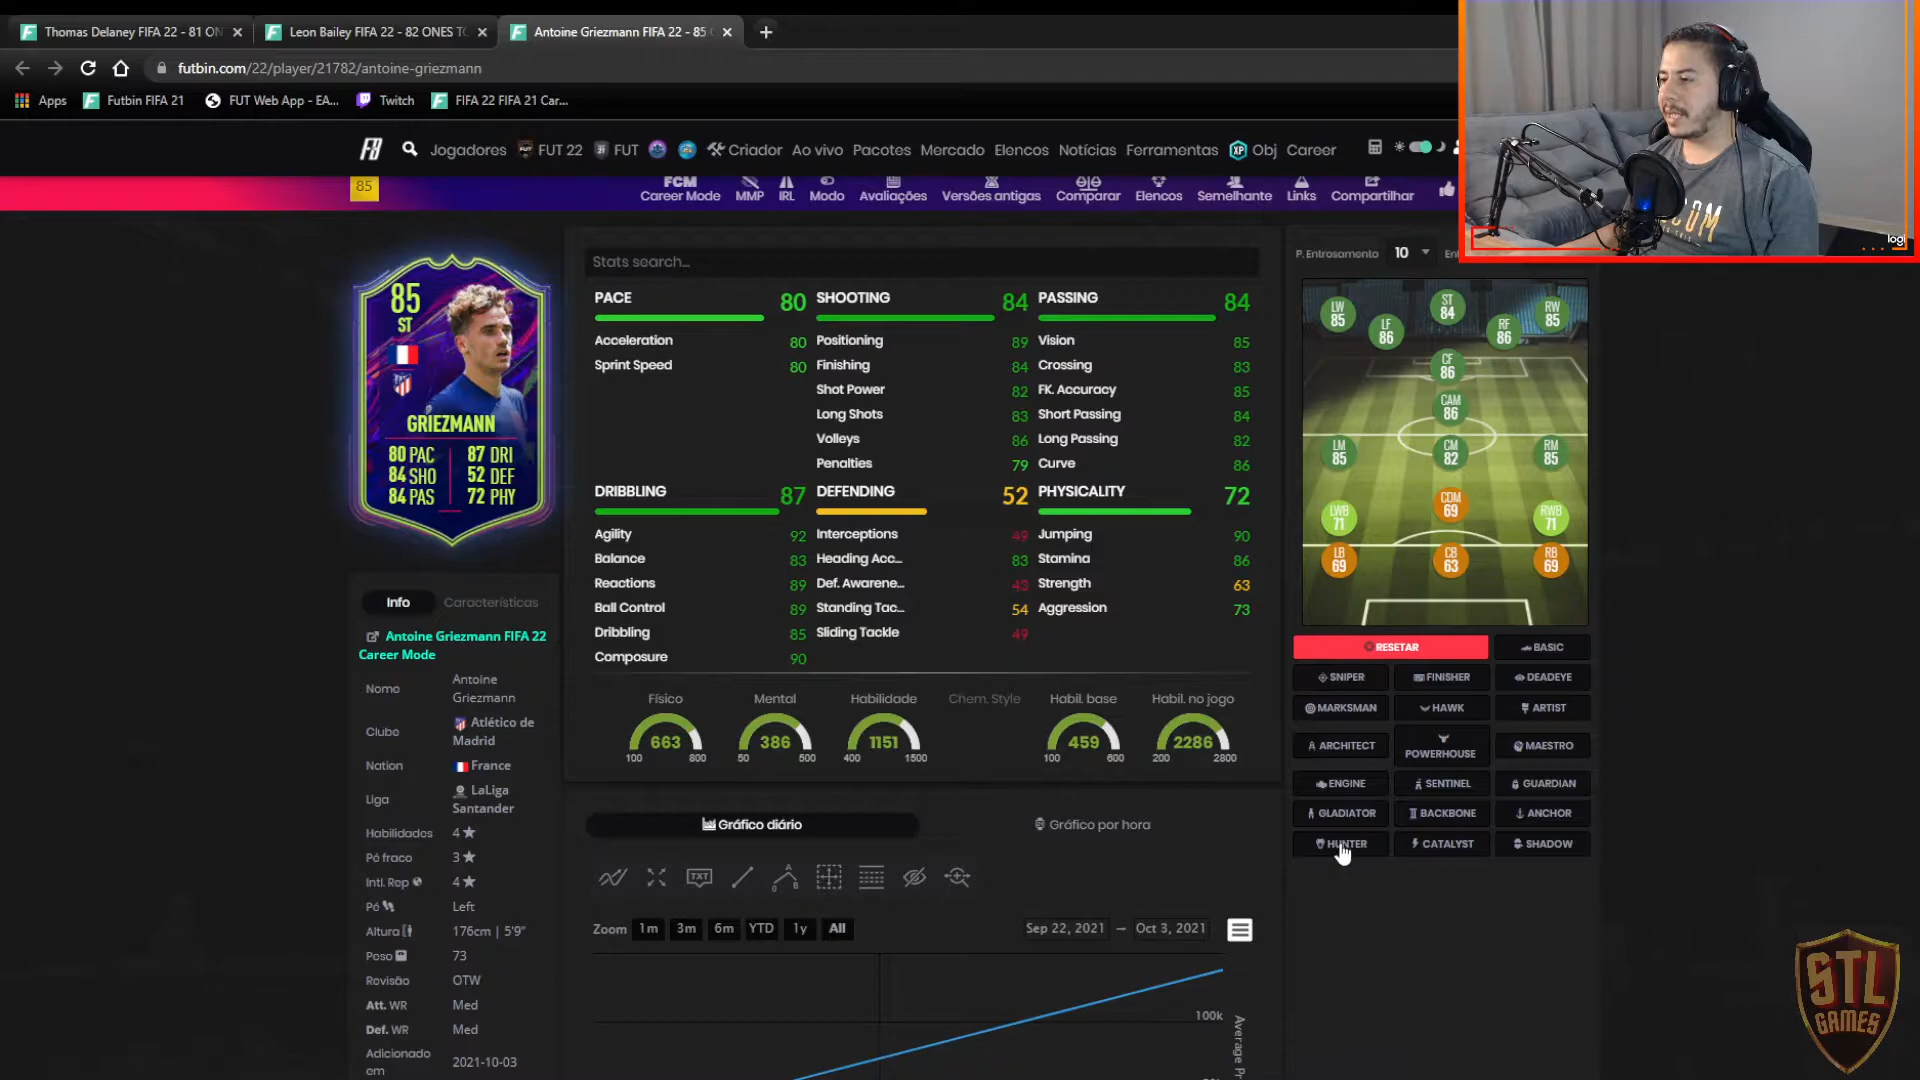 Thomas Delaney FIFA 22 - 81 ON
Leon Bailey FIFA 22 - 82 ONES TO
Antoine Griezmann FIFA 22 - 85
futbin.com/22/player/21782/antoine-griezmann
Apps
Futbin FIFA 21
FUT Web App - EA...
Twitch
FIFA 22 FIFA 21 Car...
Jogadores
FUT 22
FUT
Criador
Ao vivo
Pacotes
Mercado
Elencos
Notícias
Ferramentas
XP
Obj
Career
85
FCM
Career Mode
MMP
IRL
Modo
Avaliações
Versões antigas
Comparar
Elencos
Semelhante
Links
Compartilhar
logi
Stats search...
P. Entrosamento 10
85
ST
GRIEZMANN
80 PAC 87 DRI
84 SHO 52 DEF
84 PAS 72 PHY
PACE 80
Acceleration 80
Sprint Speed 80
SHOOTING 84
Positioning 89
Finishing 84
Shot Power 82
Long Shots 83
Volleys 86
Penalties 79
PASSING 84
Vision 85
Crossing 83
FK. Accuracy 85
Short Passing 84
Long Passing 82
Curve 86
DRIBBLING 87
Agility 92
Balance 83
Reactions 89
Ball Control 89
Dribbling 85
Composure 90
DEFENDING 52
Interceptions 49
Heading Acc... 83
Def. Awarene... 43
Standing Tac... 54
Sliding Tackle 49
PHYSICALITY 72
Jumping 90
Stamina 86
Strength 63
Aggression 73
LW 85
ST 84
RW 85
LF 86
RF 86
CF 86
CAM 86
LM 85
CM 82
RM 85
LWB 71
CDM 69
RWB 71
LB 69
CB 63
RB 69
RESETAR
BASIC
SNIPER
FINISHER
DEADEYE
MARKSMAN
HAWK
ARTIST
ARCHITECT
POWERHOUSE
MAESTRO
ENGINE
SENTINEL
GUARDIAN
GLADIATOR
BACKBONE
ANCHOR
HUNTER
CATALYST
SHADOW
Físico
663
100 800
Mental
386
50 500
Habilidade
1151
400 1500
Chem. Style
Habil. base
459
100 600
Habil. no jogo
2286
200 2800
Info
Características
Antoine Griezmann FIFA 22
Career Mode
Nome Antoine
Griezmann
Clube Atlético de
Madrid
Nation France
Liga LaLiga
Santander
Habilidades 4
Pé fraco 3
Intl. Rep 4
Pé Left
Altura 176cm | 5'9"
Peso 73
Revisão OTW
Att. WR Med
Def. WR Med
Adicionado
em 2021-10-03
Gráfico diário
Gráfico por hora
TXT
Zoom 1m 3m 6m YTD 1y All
Sep 22, 2021 → Oct 3, 2021
100k
Average Pr
STL
GAMES